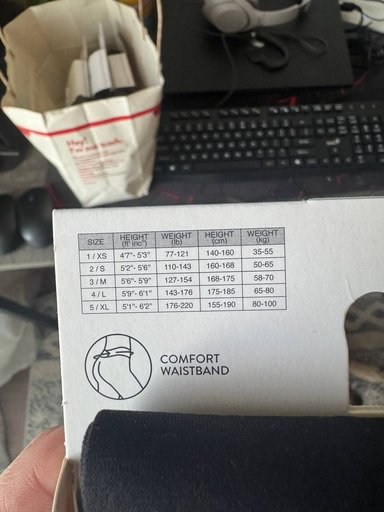 SIZE HEIGHT (ft' inc") WEIGHT (lb) HEIGHT (cm) WEIGHT (kg)
1 / XS 4'7"- 5'3" 77-121 140-160 35-55
2 / S 5'2"- 5'6" 110-143 160-168 50-65
3 / M 5'6"- 5'9" 127-154 168-175 58-70
4 / L 5'9"- 6'1" 143-176 175-185 65-80
5 / XL 5'1"- 6'2" 176-220 155-190 80-100
COMFORT
WAISTBAND